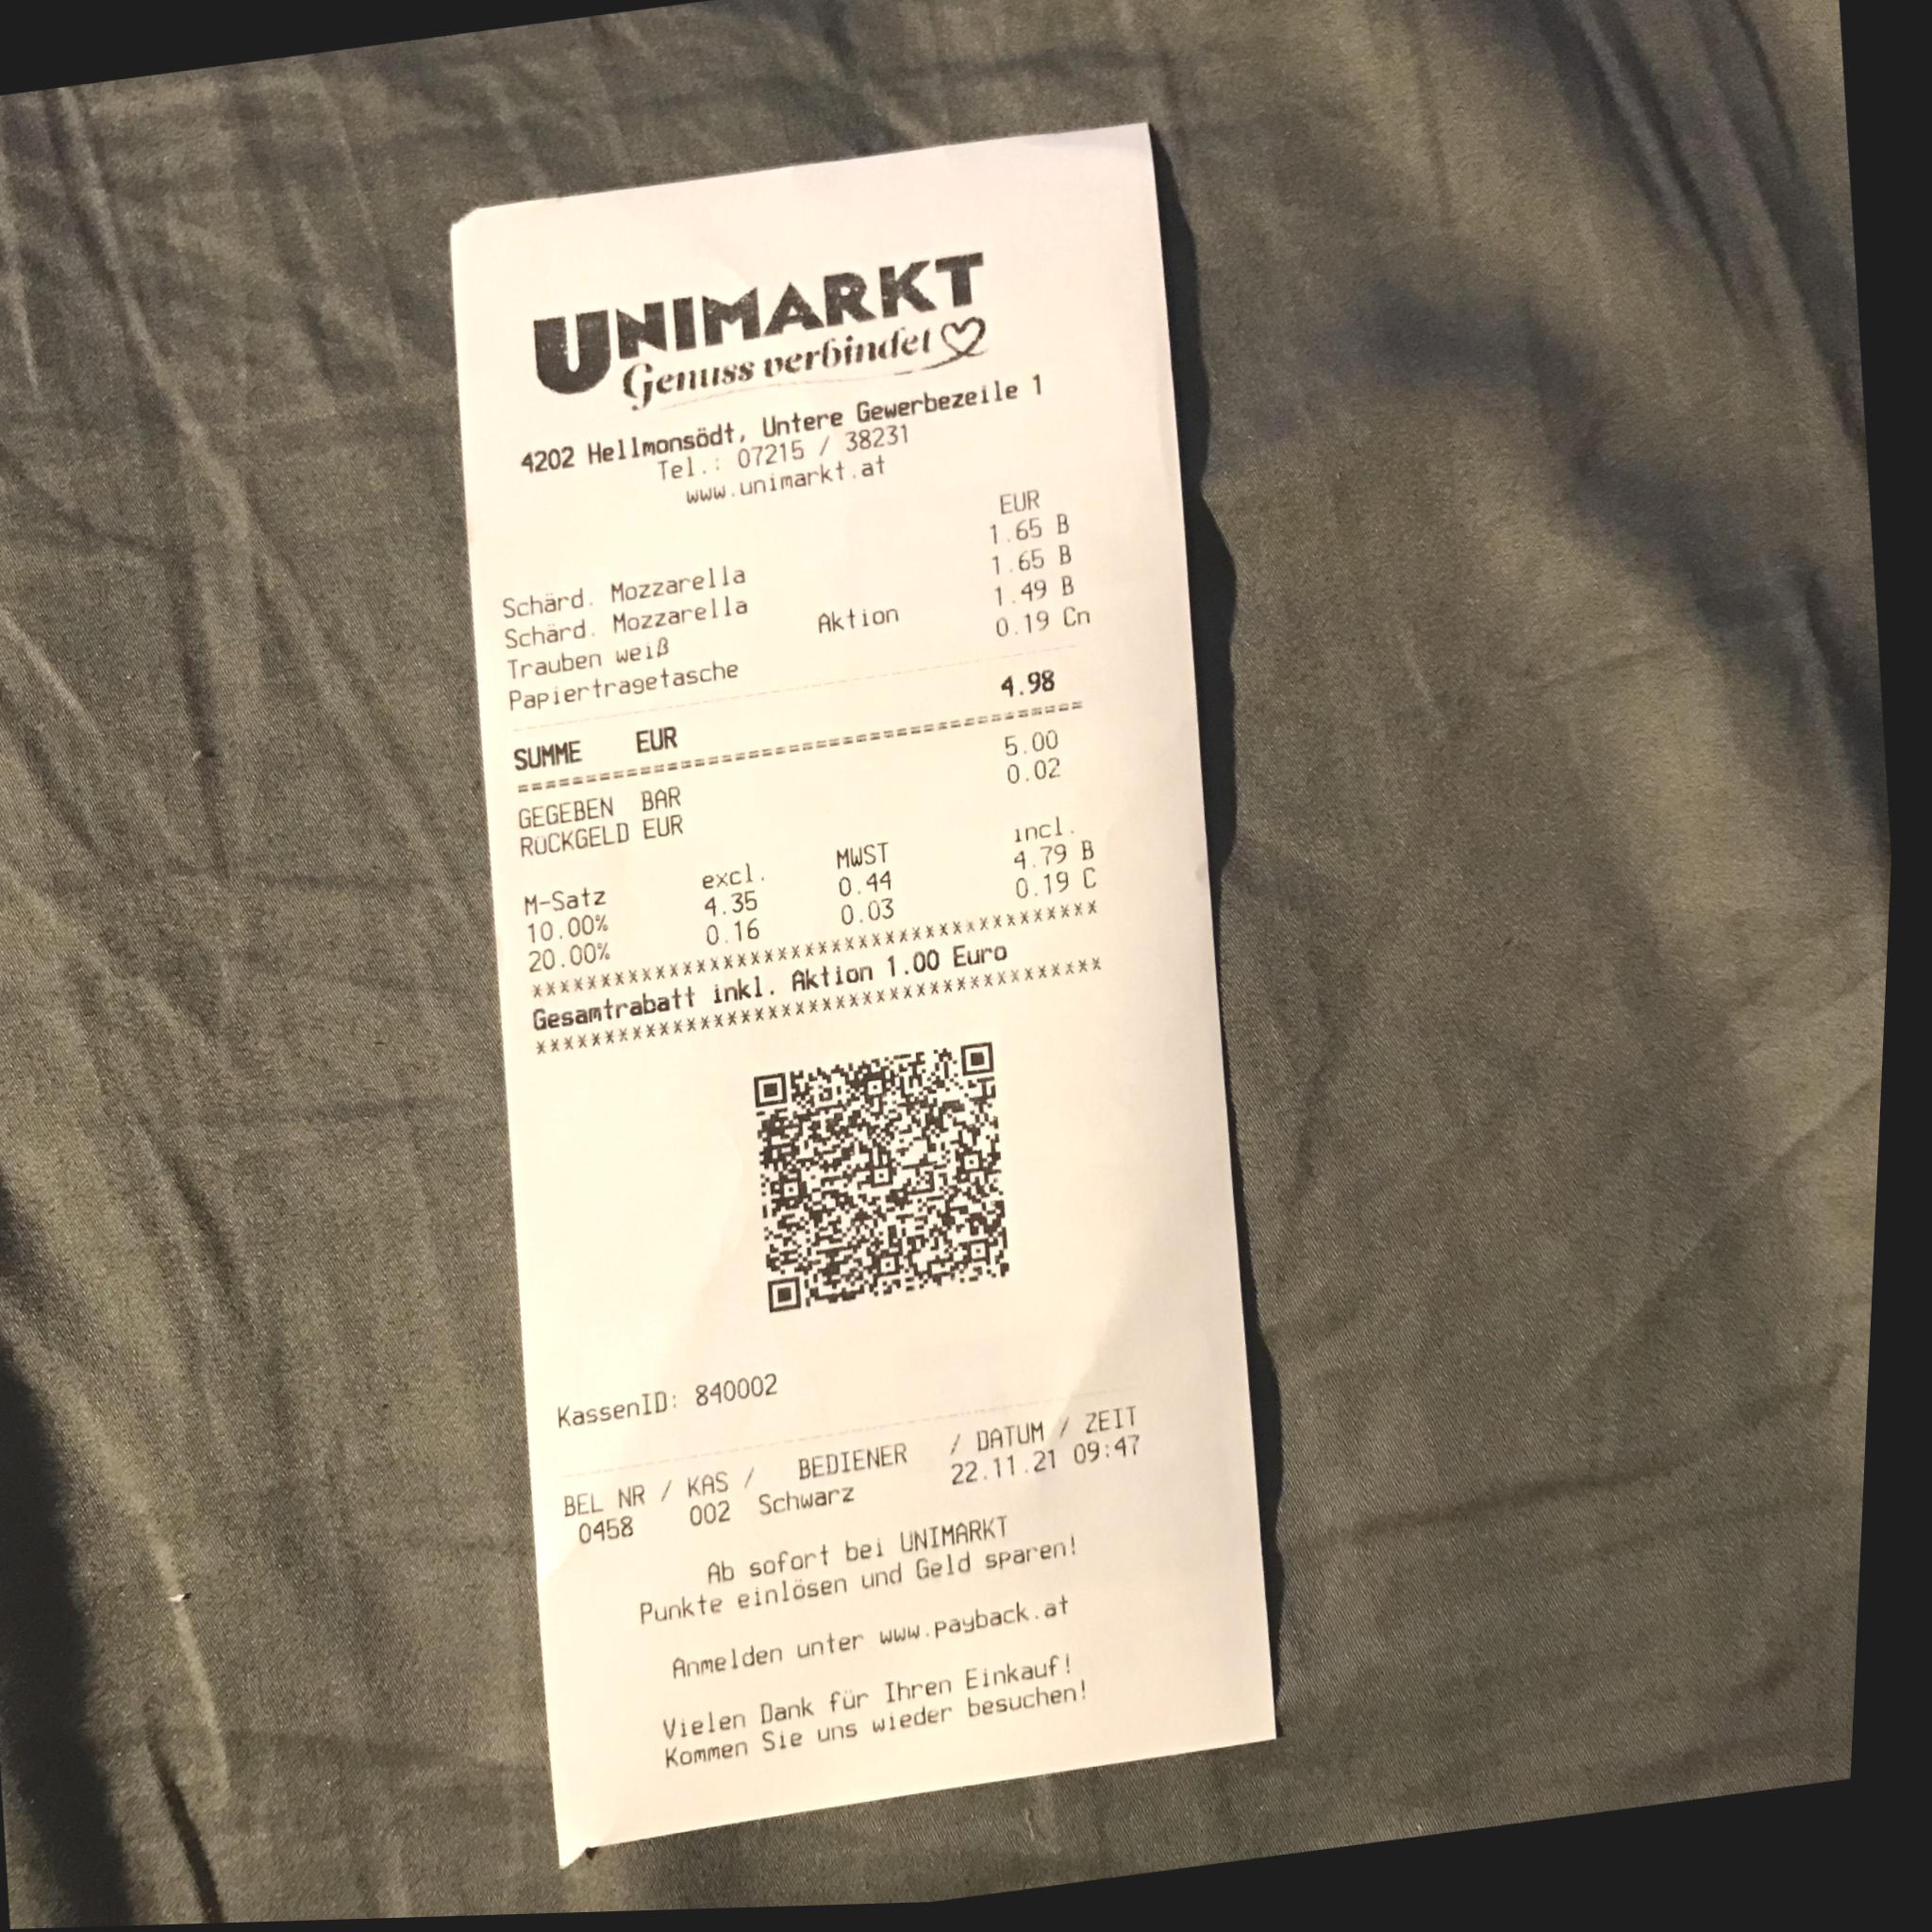 UNIMARKT
Genuss verbindet
4202 Hellmonsödt, Untere Gewerbezeile 1
Tel.: 07215 / 38231
www.unimarkt.at
EUR
Schärd. Mozzarella 1.65 B
Schärd. Mozzarella 1.65 B
Trauben weiß Aktion 1.49 B
Papiertragetasche 0.19 Cn
SUMME EUR 4.98
==========================================
GEGEBEN BAR 5.00
RÜCKGELD EUR 0.02
M-Satz excl. MWST incl.
10.00% 4.35 0.44 4.79 B
20.00% 0.16 0.03 0.19 C
******************************************
Gesamtrabatt inkl. Aktion 1.00 Euro
******************************************
KassenID: 840002
BEL NR / KAS / BEDIENER / DATUM / ZEIT
0458 002 Schwarz 22.11.21 09:47
Ab sofort bei UNIMARKT
Punkte einlösen und Geld sparen!
Anmelden unter www.payback.at
Vielen Dank für Ihren Einkauf!
Kommen Sie uns wieder besuchen!